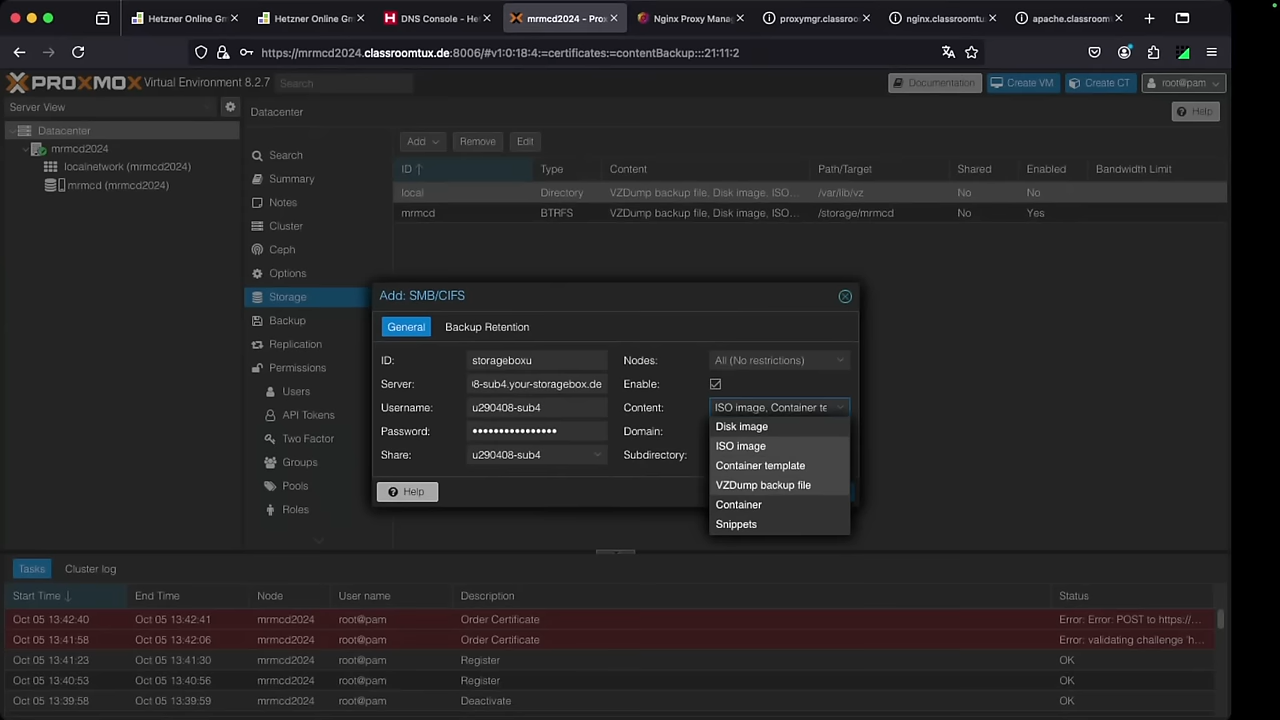 Hetzner Online Gm
Hetzner Online Gm
DNS Console - He
mrmcd2024 - Prox
Nginx Proxy Mana
proxymgr.classroom
nginx.classroomtu
apache.classroomt
https://mrmcd2024.classroomtux.de:8006/#v1:0:18:4:=certificates:=contentBackup:::21:11:2
PROXMOX Virtual Environment 8.2.7 Search
Documentation Create VM Create CT root@pam
Server View
Datacenter
mrmcd2024
localnetwork (mrmcd2024)
mrmcd (mrmcd2024)
Datacenter Help
Search
Summary
Notes
Cluster
Ceph
Options
Storage
Backup
Replication
Permissions
Users
API Tokens
Two Factor
Groups
Pools
Roles
Add Remove Edit
ID Type Content Path/Target Shared Enabled Bandwidth Limit
local Directory VZDump backup file, Disk image, ISO... /var/lib/vz No No
mrmcd BTRFS VZDump backup file, Disk image, ISO... /storage/mrmcd No Yes
Add: SMB/CIFS
General Backup Retention
ID: storageboxu Nodes: All (No restrictions)
Server: 8-sub4.your-storagebox.de Enable:
Username: u290408-sub4 Content: ISO image, Container te
Password: •••••••••••••••• Domain:
Share: u290408-sub4 Subdirectory:
Help
Disk image
ISO image
Container template
VZDump backup file
Container
Snippets
Tasks Cluster log
Start Time End Time Node User name Description Status
Oct 05 13:42:40 Oct 05 13:42:41 mrmcd2024 root@pam Order Certificate Error: Error: POST to https://...
Oct 05 13:41:58 Oct 05 13:42:06 mrmcd2024 root@pam Order Certificate Error: validating challenge 'h...
Oct 05 13:41:23 Oct 05 13:41:30 mrmcd2024 root@pam Register OK
Oct 05 13:40:53 Oct 05 13:40:56 mrmcd2024 root@pam Register OK
Oct 05 13:39:58 Oct 05 13:39:59 mrmcd2024 root@pam Deactivate OK